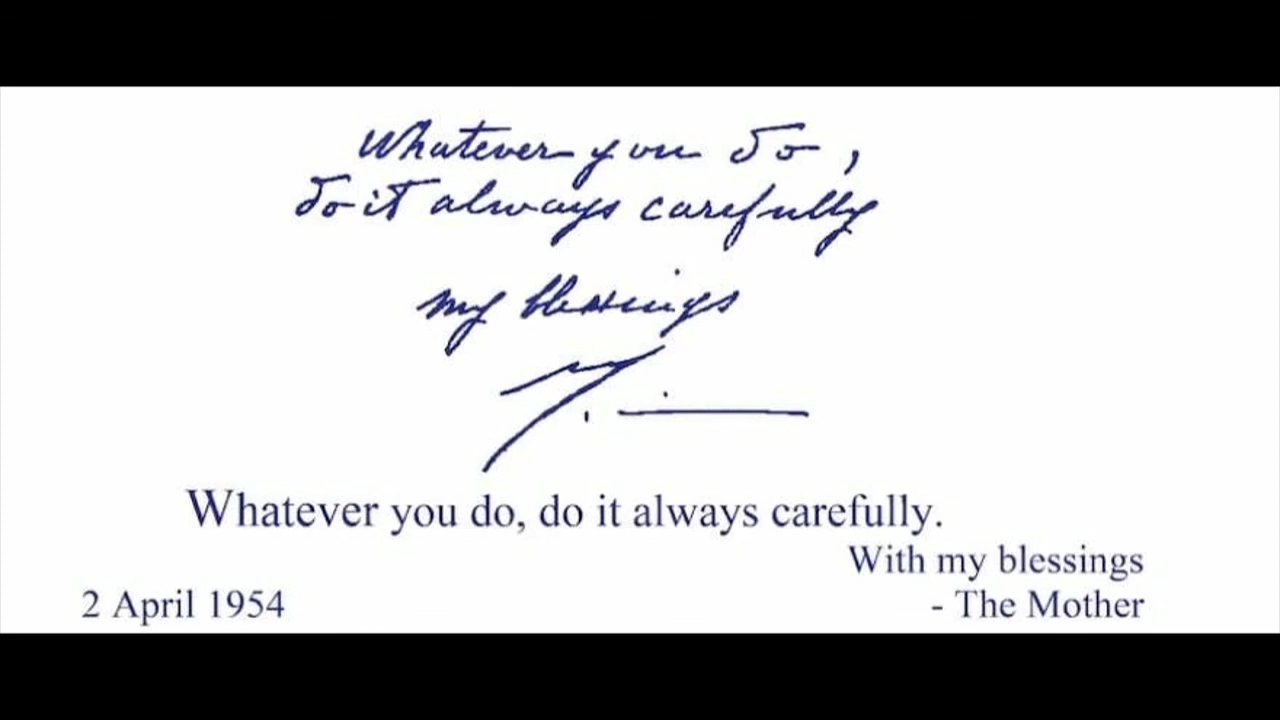 Whatever you do,
do it always carefully
my blessings
Whatever you do, do it always carefully.
With my blessings
2 April 1954
- The Mother